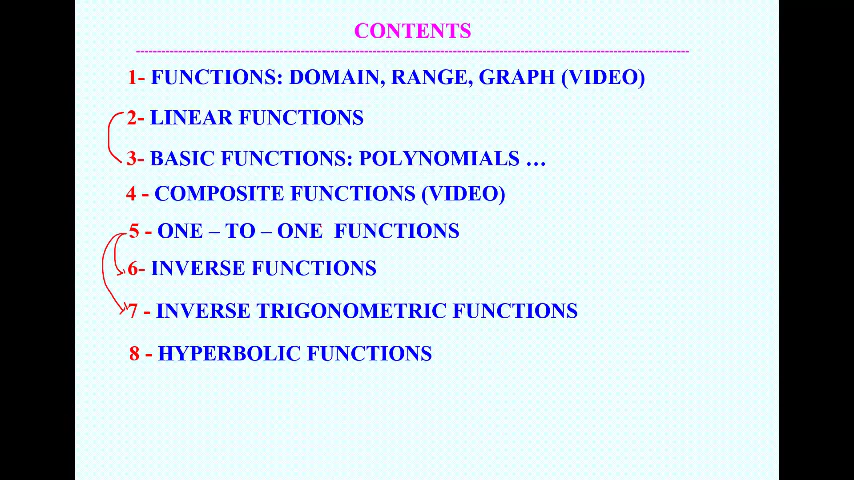 CONTENTS
1- FUNCTIONS: DOMAIN, RANGE, GRAPH (VIDEO)
2- LINEAR FUNCTIONS
3- BASIC FUNCTIONS: POLYNOMIALS …
4 - COMPOSITE FUNCTIONS (VIDEO)
5 - ONE – TO – ONE FUNCTIONS
6- INVERSE FUNCTIONS
7 - INVERSE TRIGONOMETRIC FUNCTIONS
8 - HYPERBOLIC FUNCTIONS